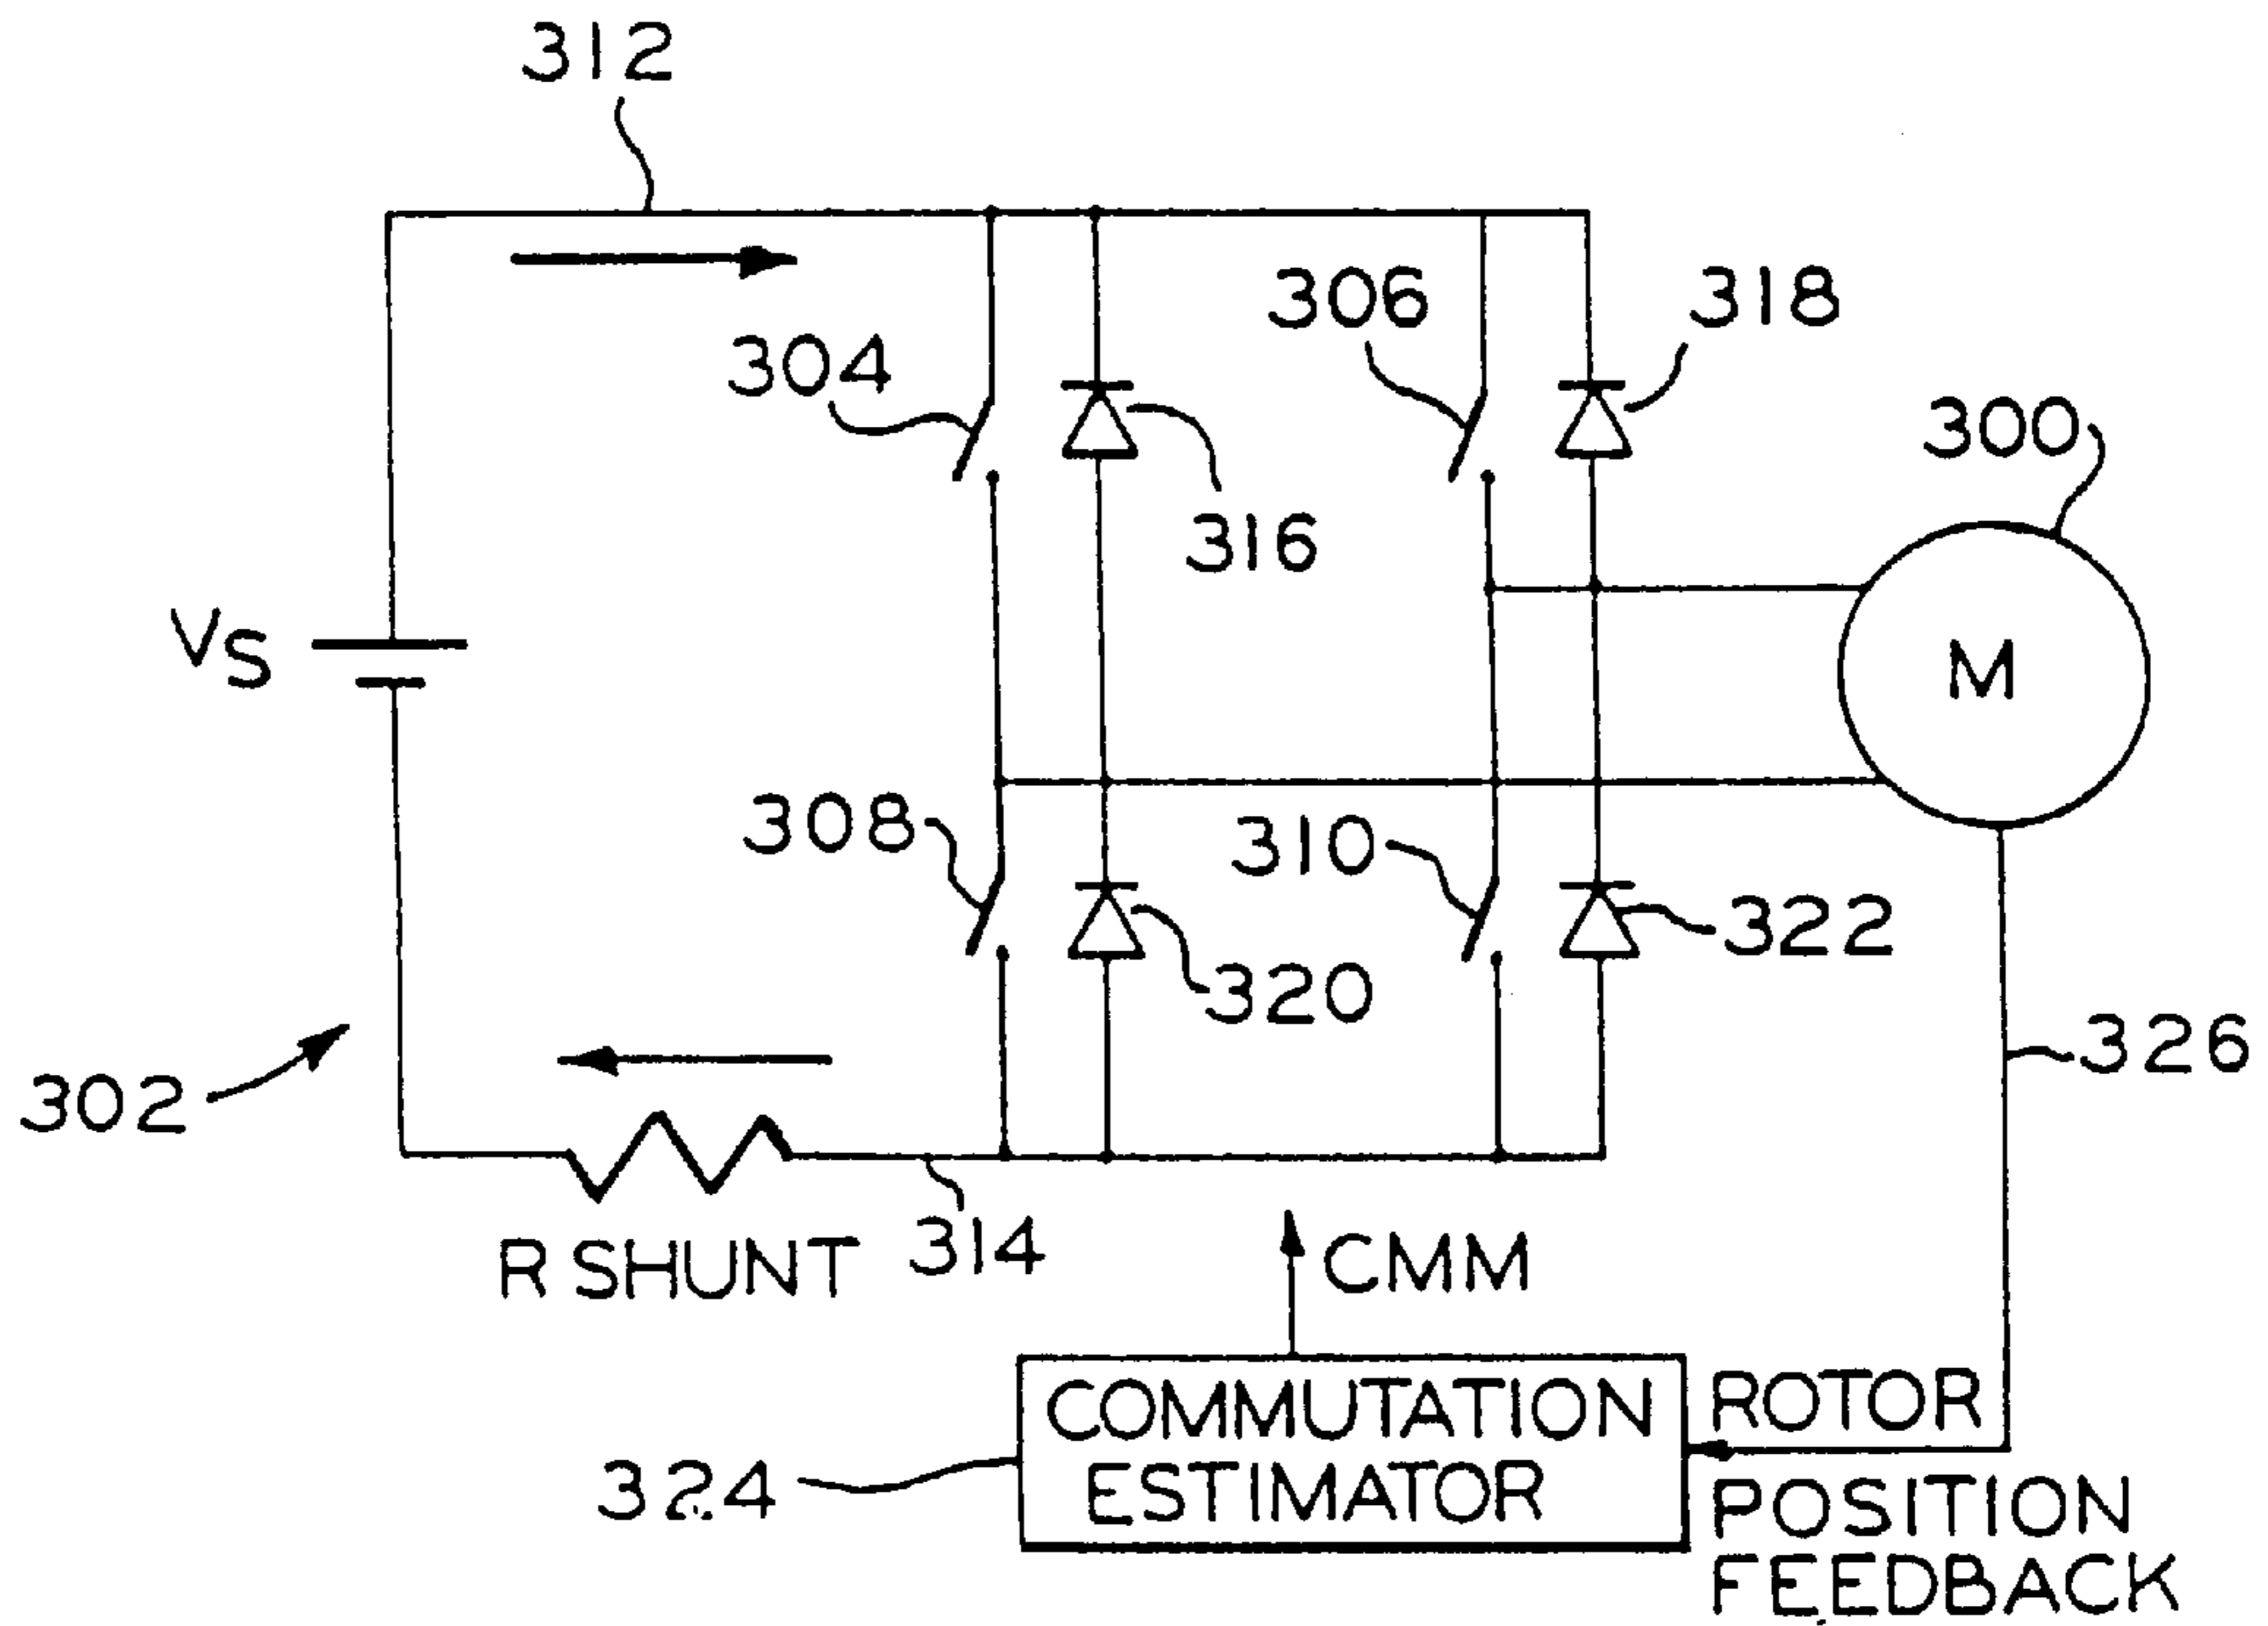 312
304
306
318
300
316
VS
M
308
310
322
320
302
326
R SHUNT
314
CMM
COMMUTATION
ESTIMATOR
324
ROTOR
POSITION
FEEDBACK